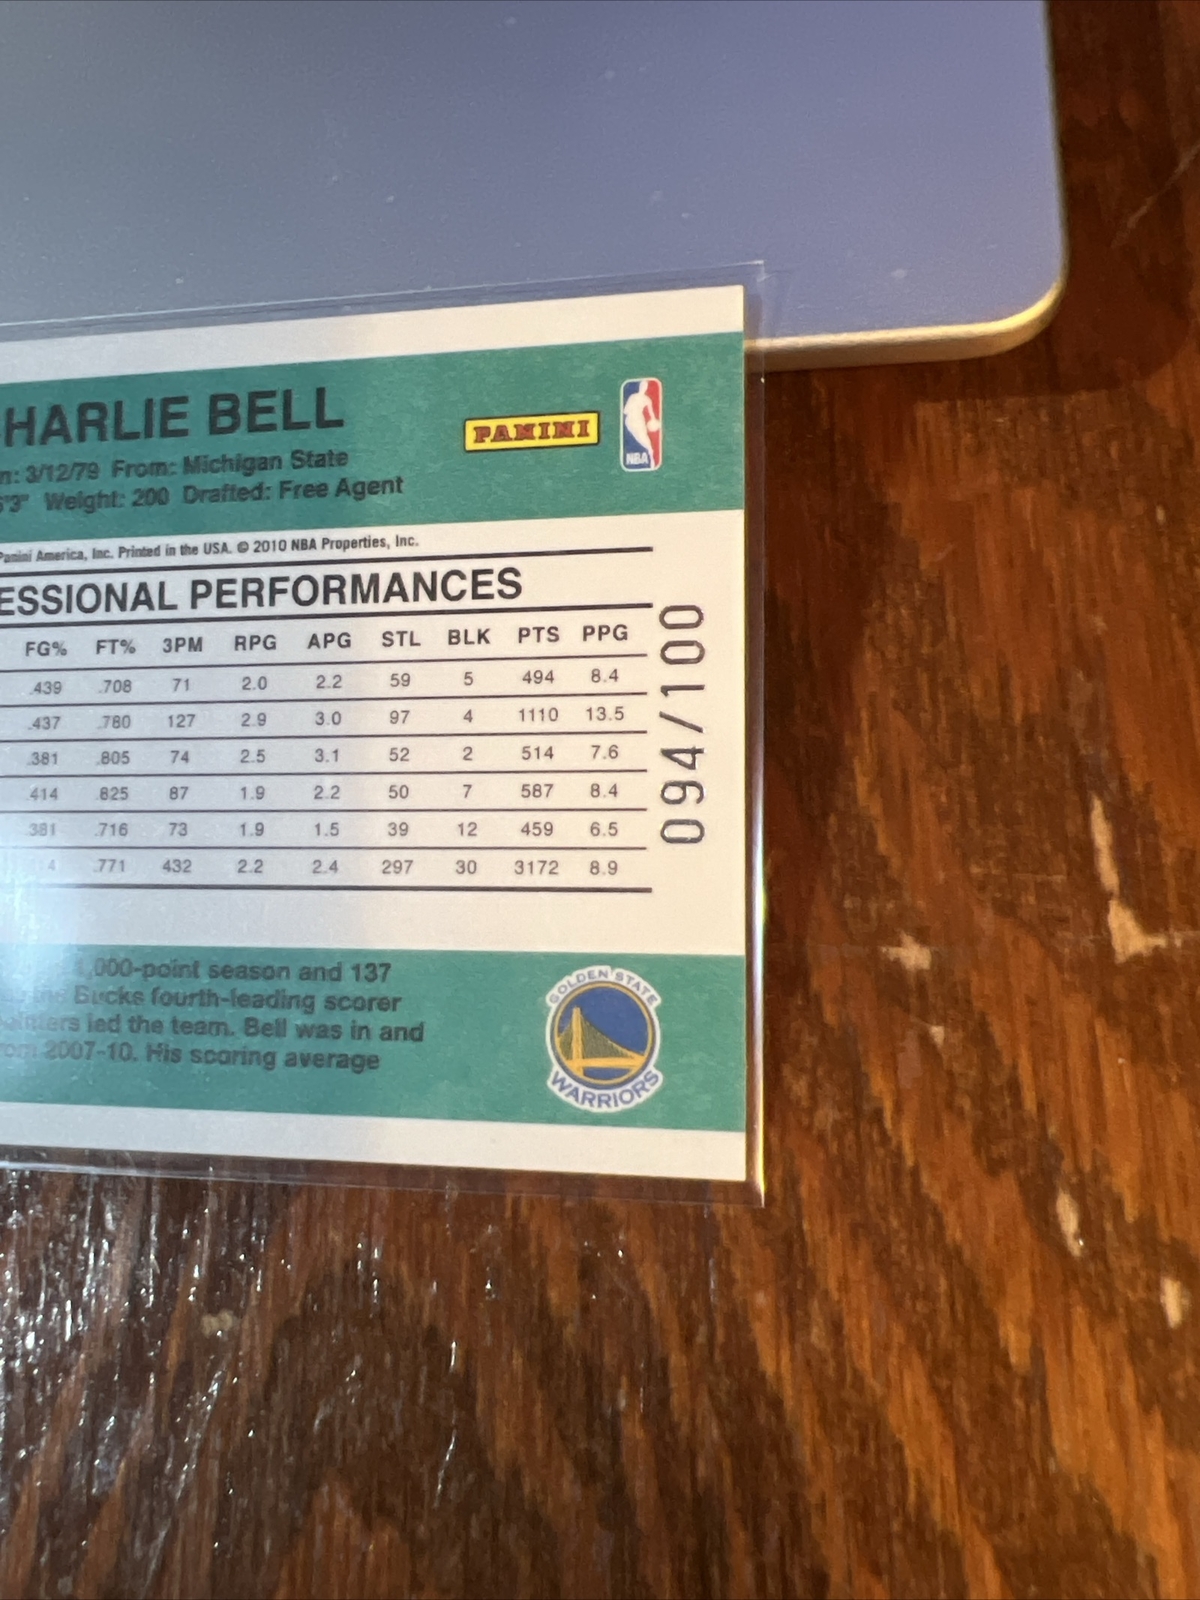 HARLIE BELL
PANINI
NBA
n: 3/12/79 From: Michigan State
6'3" Weight: 200 Drafted: Free Agent
Panini America, Inc. Printed in the USA. © 2010 NBA Properties, Inc.
ESSIONAL PERFORMANCES
FG% FT% 3PM RPG APG STL BLK PTS PPG
.439 .708 71 2.0 2.2 59 5 494 8.4
.437 .780 127 2.9 3.0 97 4 1110 13.5
.381 .805 74 2.5 3.1 52 2 514 7.6
.414 .825 87 1.9 2.2 50 7 587 8.4
.381 .716 73 1.9 1.5 39 12 459 6.5
4 .771 432 2.2 2.4 297 30 3172 8.9
094/100
1,000-point season and 137
the Bucks fourth-leading scorer
led the team. Bell was in and
rom 2007-10. His scoring average
GOLDEN STATE
WARRIORS